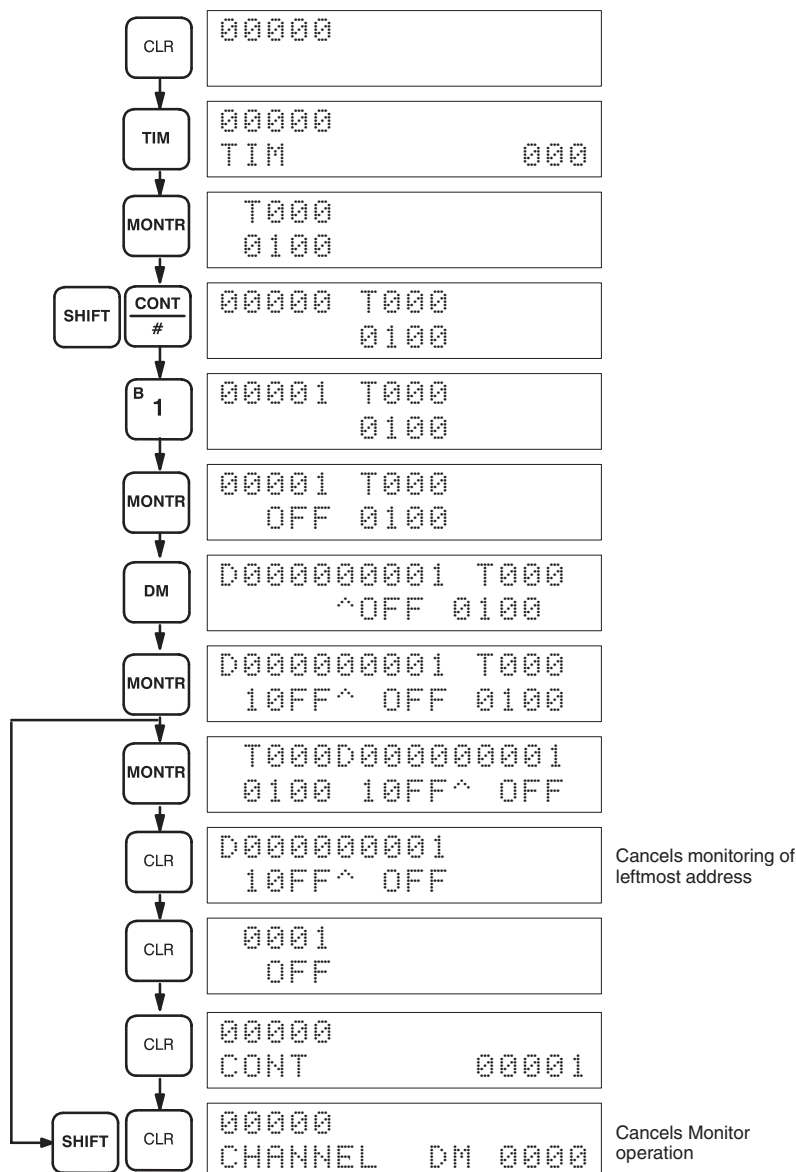 CLR
00000
TIM
00000
TIM 000
MONTR
T000
0100
SHIFT
CONT
#
00000 T000
0100
B
1
00001 T000
0100
MONTR
00001 T000
OFF 0100
DM
D000000001 T000
^OFF 0100
MONTR
D000000001 T000
10FF^ OFF 0100
MONTR
T000D000000001
0100 10FF^ OFF
CLR
D000000001
10FF^ OFF
Cancels monitoring of
leftmost address
CLR
0001
OFF
CLR
00000
CONT 00001
SHIFT
CLR
00000
CHANNEL DM 0000
Cancels Monitor
operation